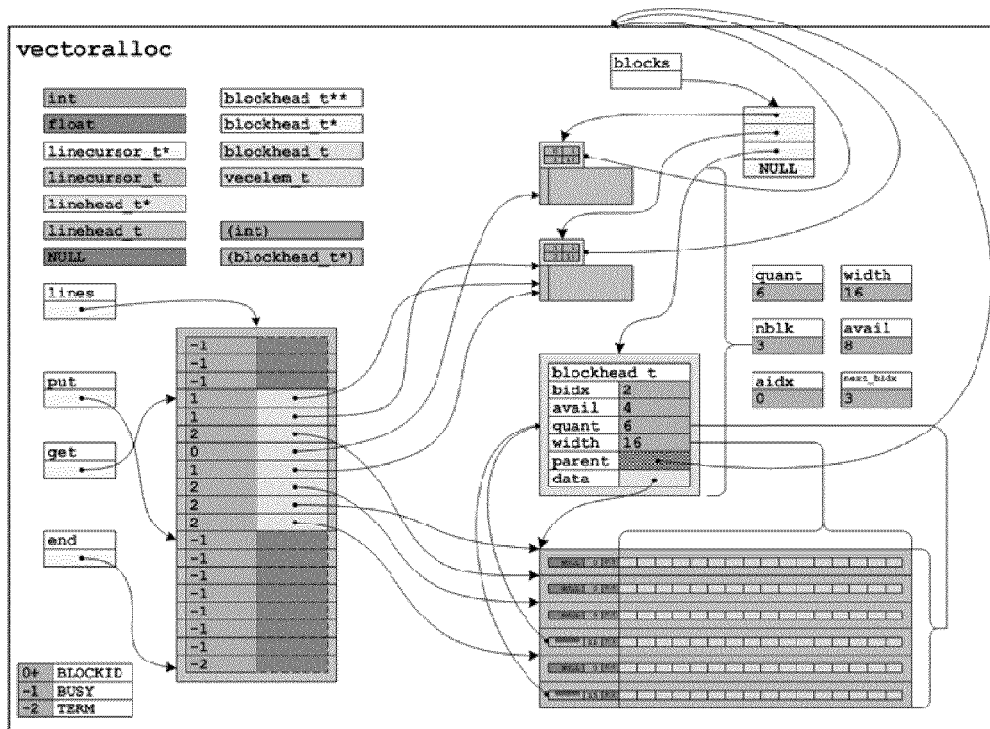 vectoralloc
int
float
linecursor_t*
linecursor_t
linehead_t*
linehead_t
NULL
blockhead_t**
blockhead_t*
blockhead_t
vecelem_t
(int)
(blockhead_t*)
blocks
NULL
lines
put
get
end
-1
-1
-1
1
1
2
0
1
2
2
2
-1
-1
-1
-1
-1
-1
-1
-2
0+ BLOCKID
-1 BUSY
-2 TERM
quant
6
width
16
nblk
3
avail
8
aidx
0
next_bidx
3
blockhead t
bidx 2
avail 4
quant 6
width 16
parent
data